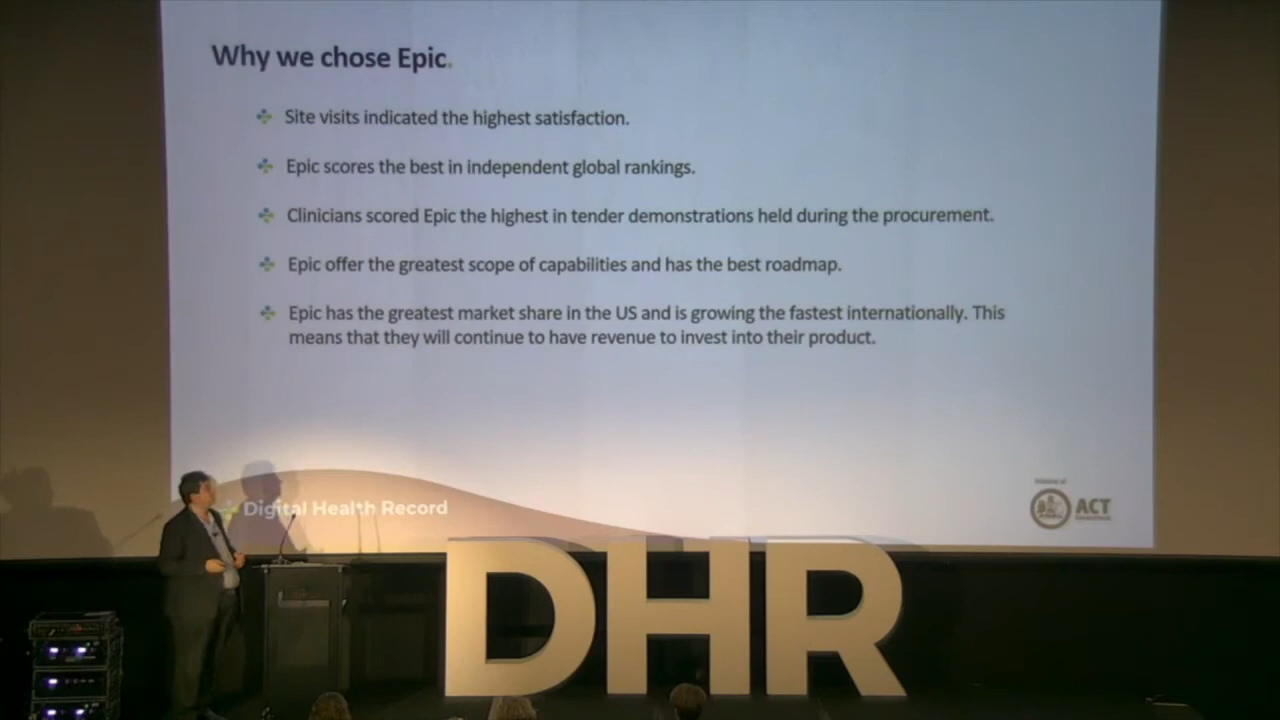 Why we chose Epic.
Site visits indicated the highest satisfaction.
Epic scores the best in independent global rankings.
Clinicians scored Epic the highest in tender demonstrations held during the procurement.
Epic offer the greatest scope of capabilities and has the best roadmap.
Epic has the greatest market share in the US and is growing the fastest internationally. This
means that they will continue to have revenue to invest into their product.
Digital Health Record
ACT
DHR